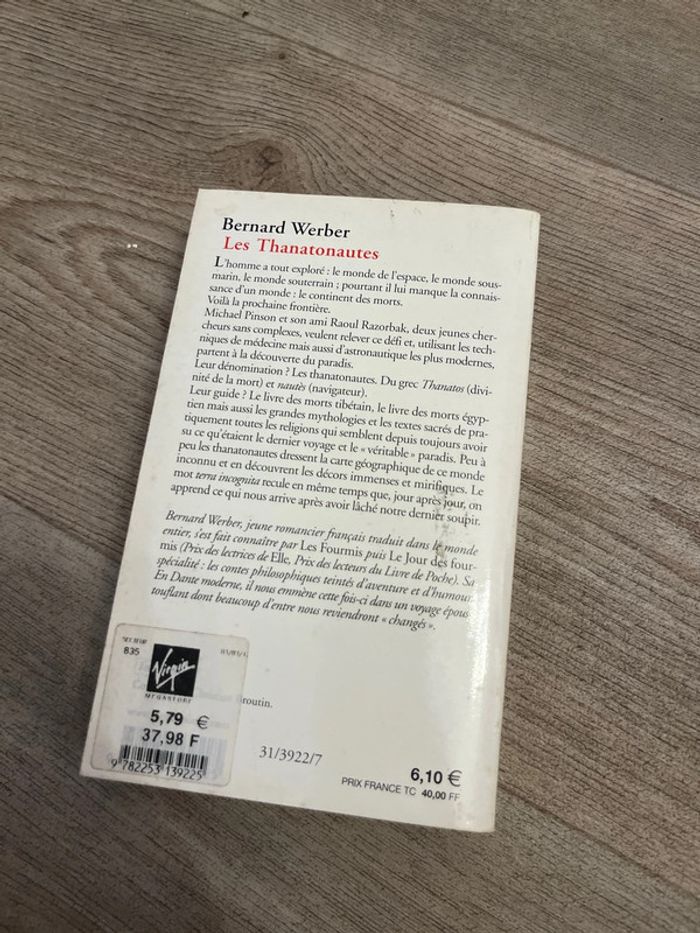 Bernard Werber
Les Thanatonautes
L'homme a tout exploré : le monde de l'espace, le monde sous-
marin, le monde souterrain ; pourtant il lui manque la connais-
sance d'un monde : le continent des morts.
Voilà la prochaine frontière.
Michael Pinson et son ami Raoul Razorbak, deux jeunes cher-
cheurs sans complexes, veulent relever ce défi et, utilisant les tech-
niques de médecine mais aussi d'astronautique les plus modernes,
partent à la découverte du paradis.
Leur dénomination ? Les thanatonautes. Du grec Thanatos (divi-
nité de la mort) et nautès (navigateur).
Leur guide ? Le livre des morts tibétain, le livre des morts égyp-
tien mais aussi les grandes mythologies et les textes sacrés de pra-
tiquement toutes les religions qui semblent depuis toujours avoir
su ce qu'étaient le dernier voyage et le « véritable » paradis. Peu à
peu les thanatonautes dressent la carte géographique de ce monde
inconnu et en découvrent les décors immenses et mirifiques. Le
mot terra incognita recule en même temps que, jour après jour, on
apprend ce qui nous arrive après avoir lâché notre dernier soupir.
Bernard Werber, jeune romancier français traduit dans le monde
entier, s'est fait connaître par Les Fourmis puis Le Jour des four-
mis (Prix des lectrices de Elle, Prix des lecteurs du Livre de Poche). Sa
spécialité : les contes philosophiques teintés d'aventure et d'humour.
En Dante moderne, il nous emmène cette fois-ci dans un voyage épous-
touflant dont beaucoup d'entre nous reviendront « changés ».
SECTEUR
835
Virgin
MEGASTORE
5,79 €
37,98 F
9 782253 139225
Broutin.
31/3922/7
6,10 €
PRIX FRANCE TC 40,00 FF